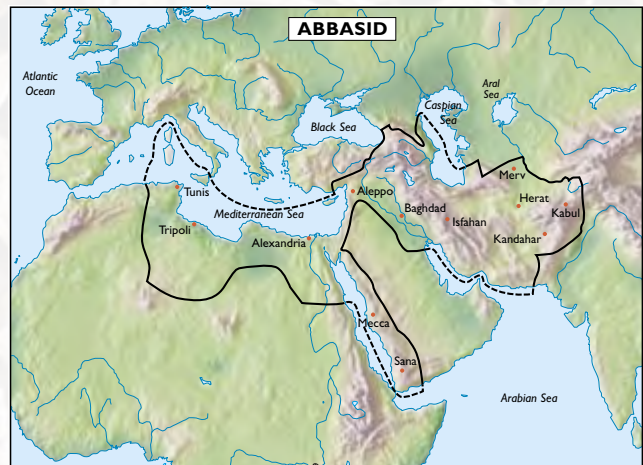 ABBASID
Atlantic
Ocean
Aral
Sea
Caspian
Sea
Black Sea
Merv
Tunis
Aleppo
Herat
Kabul
Baghdad
Isfahan
Mediterranean Sea
Tripoli
Alexandria
Kandahar
Mecca
Sana
Arabian Sea